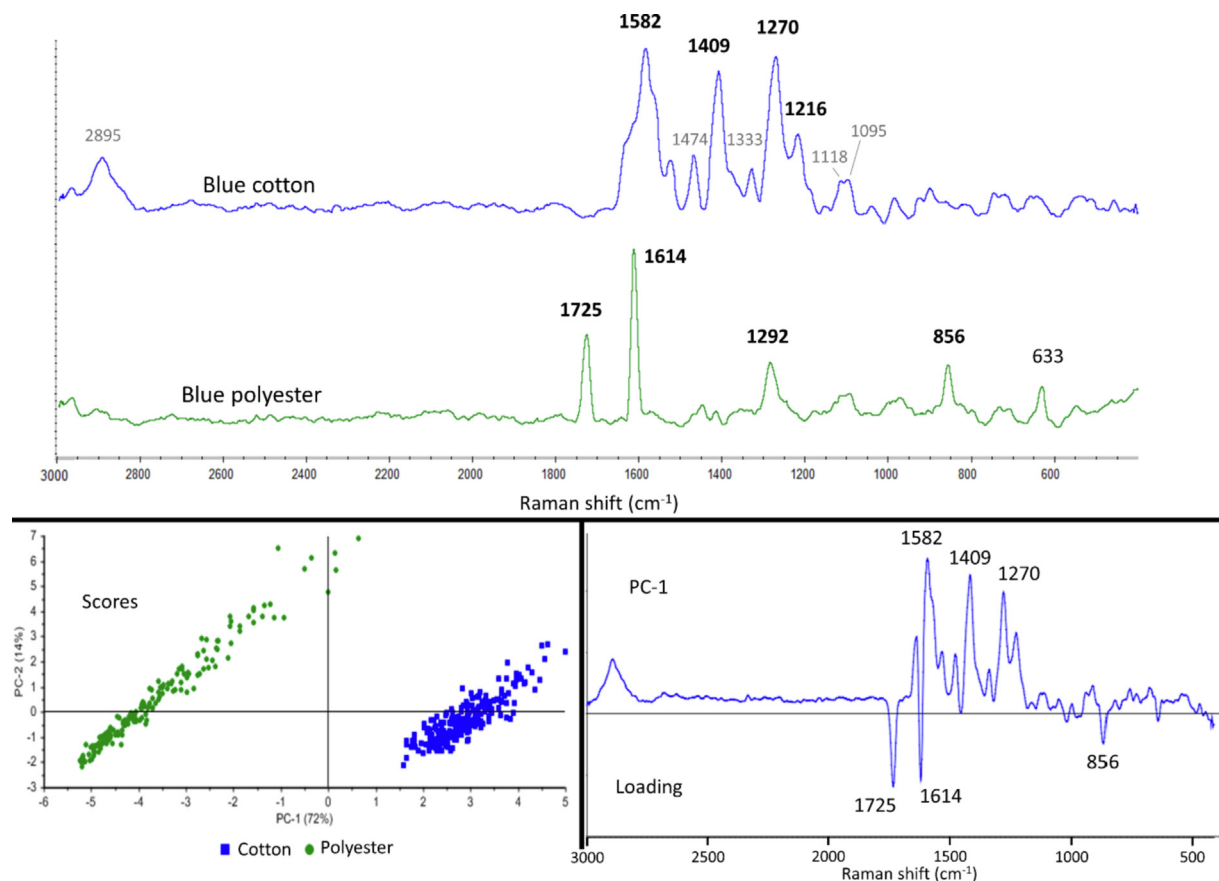 1582
1409
1270
1216
2895
1474
1333
1118
1095
Blue cotton
1614
1725
1292
856
633
Blue polyester
3000 2800 2600 2400 2200 2000 1800 1600 1400 1200 1000 800 600
Raman shift (cm⁻¹)
Scores
PC-2 (14%)
7
6
5
4
3
2
1
0
-1
-2
-3
-6 -5 -4 -3 -2 -1 0 1 2 3 4 5
PC-1 (72%)
Cotton Polyester
PC-1
1582
1409
1270
856
1725
1614
Loading
3000 2500 2000 1500 1000 500
Raman shift (cm⁻¹)